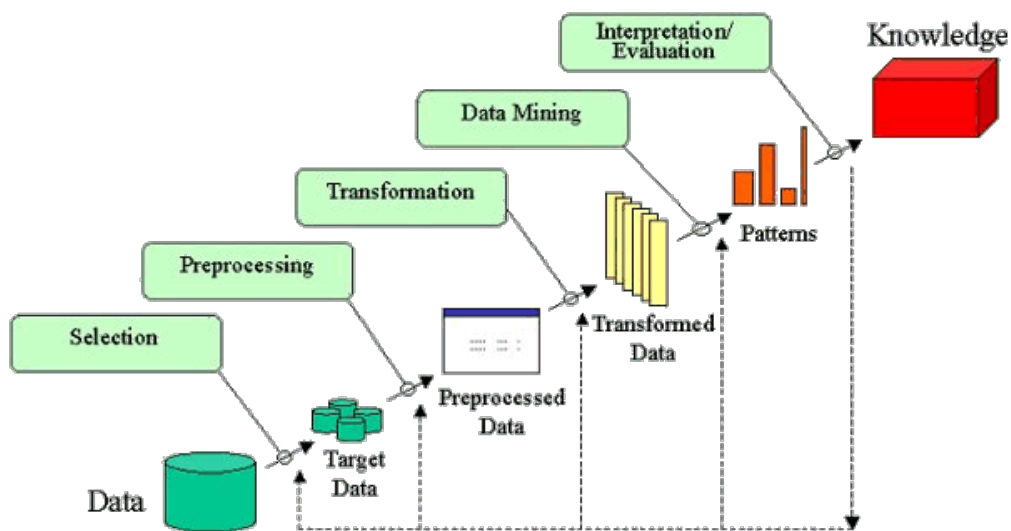 Interpretation/
Evaluation
Knowledge
Data Mining
Transformation
Patterns
Preprocessing
Transformed
Data
Selection
Preprocessed
Data
Target
Data
Data